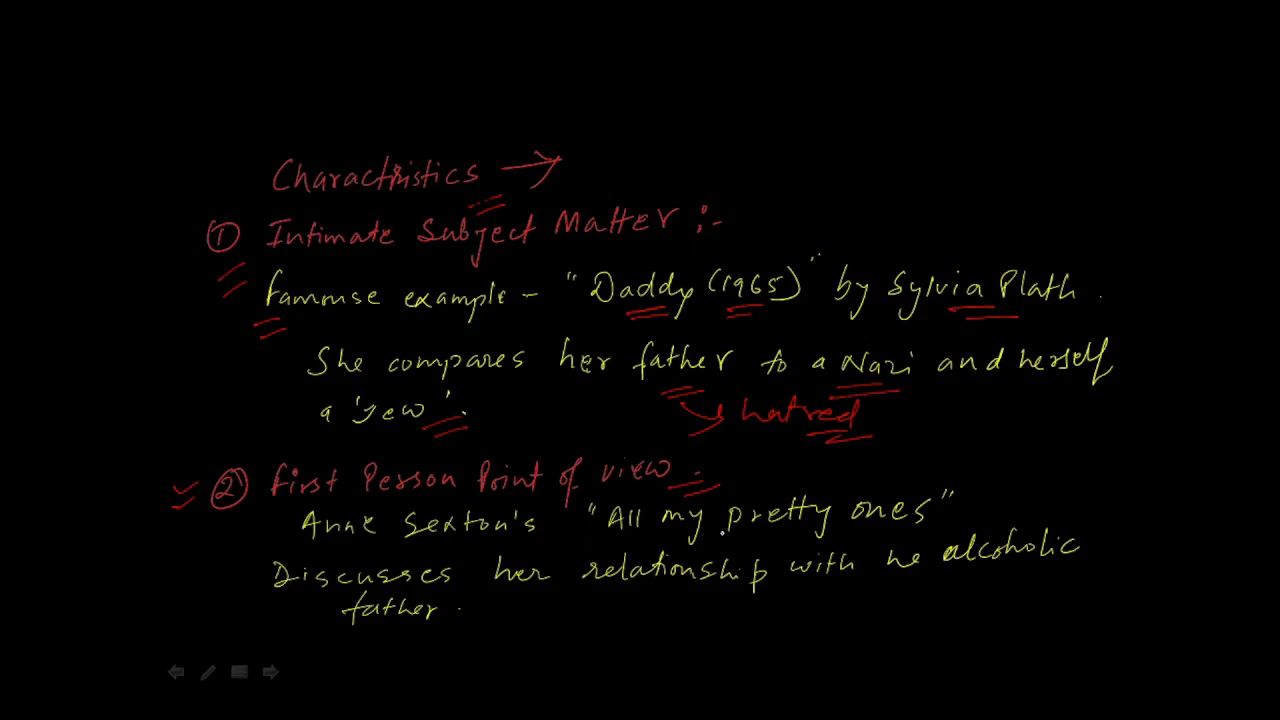 Charactristics →
① Intimate Subject Matter :-
Fammuse example - "Daddy (1965)" by Sylvia Plath .
She compares her father to a Nazi and herself
a 'Jew'.
hatred
② First Person Point of view .
Anne Sexton's "All my pretty ones"
Discusses her relationship with he alcoholic
father .